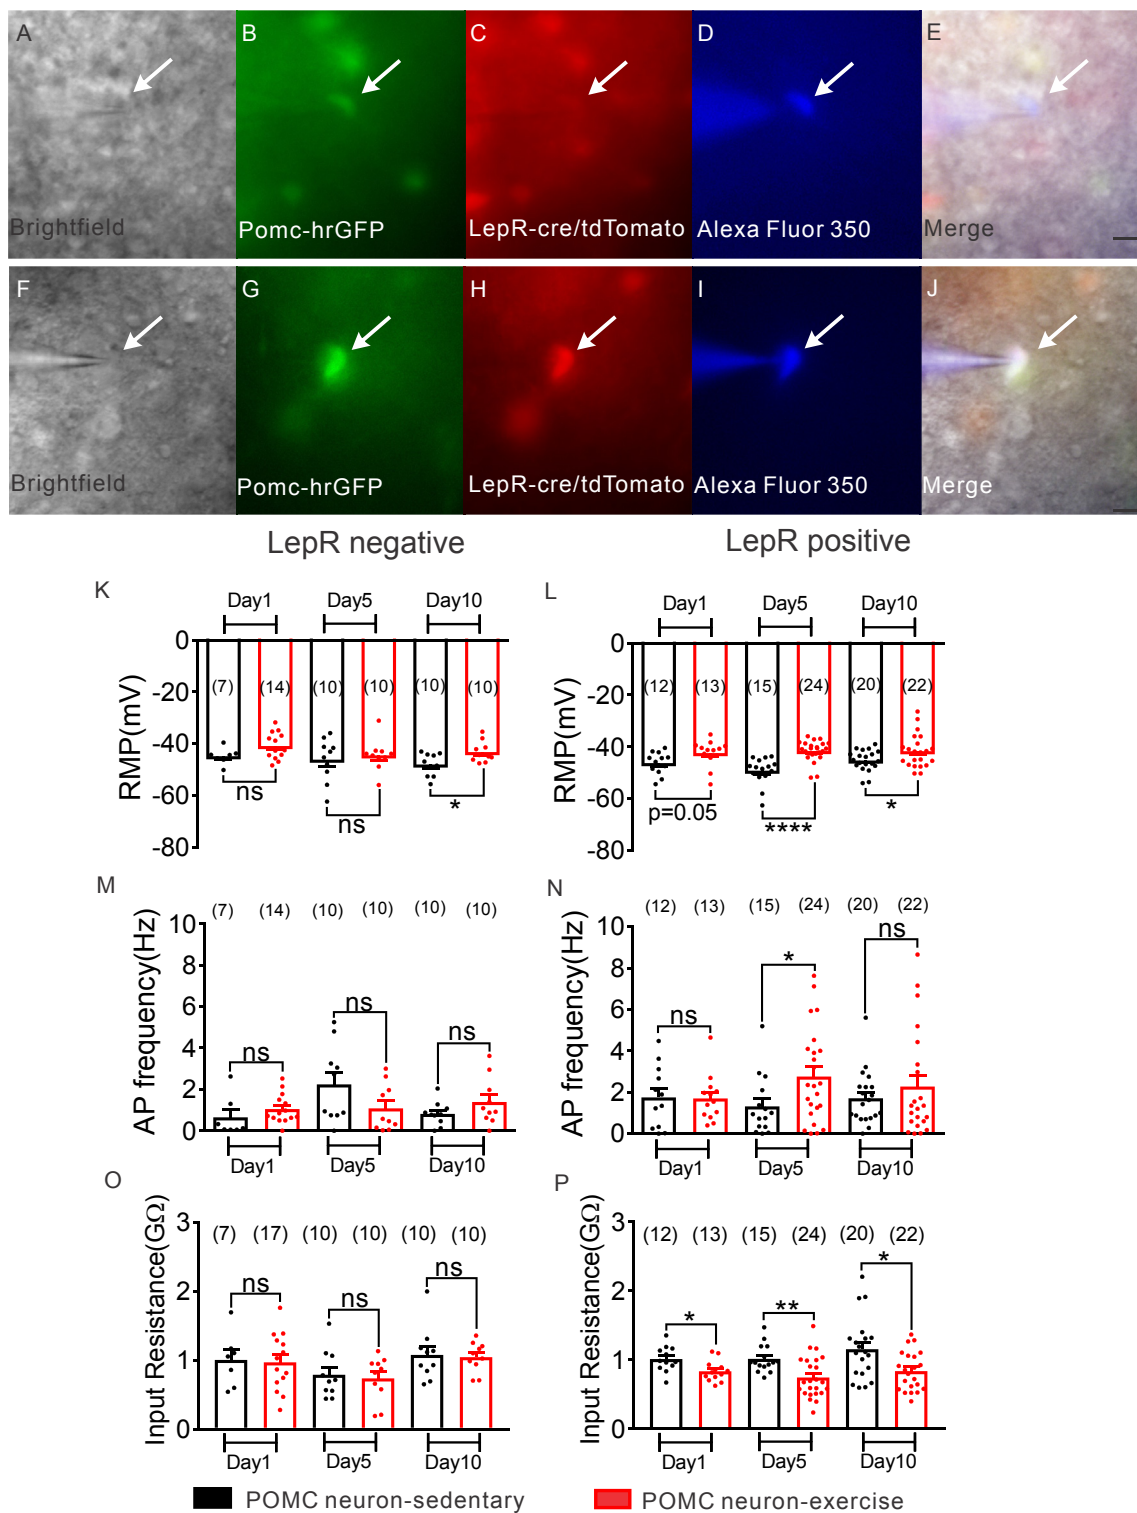 A B C D E
Brightfield Pomc-hrGFP LepR-cre/tdTomato Alexa Fluor 350 Merge
F G H I J
Brightfield Pomc-hrGFP LepR-cre/tdTomato Alexa Fluor 350 Merge
LepR negative LepR positive
K
Day1 Day5 Day10
RMP(mV)
0
-20
-40
-60
-80
(7) (14) (10) (10) (10) (10)
ns ns *
L
Day1 Day5 Day10
RMP(mV)
0
-20
-40
-60
-80
(12) (13) (15) (24) (20) (22)
p=0.05 **** *
M
(7) (14) (10) (10) (10) (10)
AP frequency(Hz)
10
8
6
4
2
0
ns ns ns
Day1 Day5 Day10
N
(12) (13) (15) (24) (20) (22)
AP frequency(Hz)
10
8
6
4
2
0
ns * ns
Day1 Day5 Day10
O
Input Resistance(GΩ)
3
2
1
0
(7) (17) (10) (10) (10) (10)
ns ns ns
Day1 Day5 Day10
P
Input Resistance(GΩ)
3
2
1
0
(12) (13) (15) (24) (20) (22)
* ** *
Day1 Day5 Day10
POMC neuron-sedentary POMC neuron-exercise